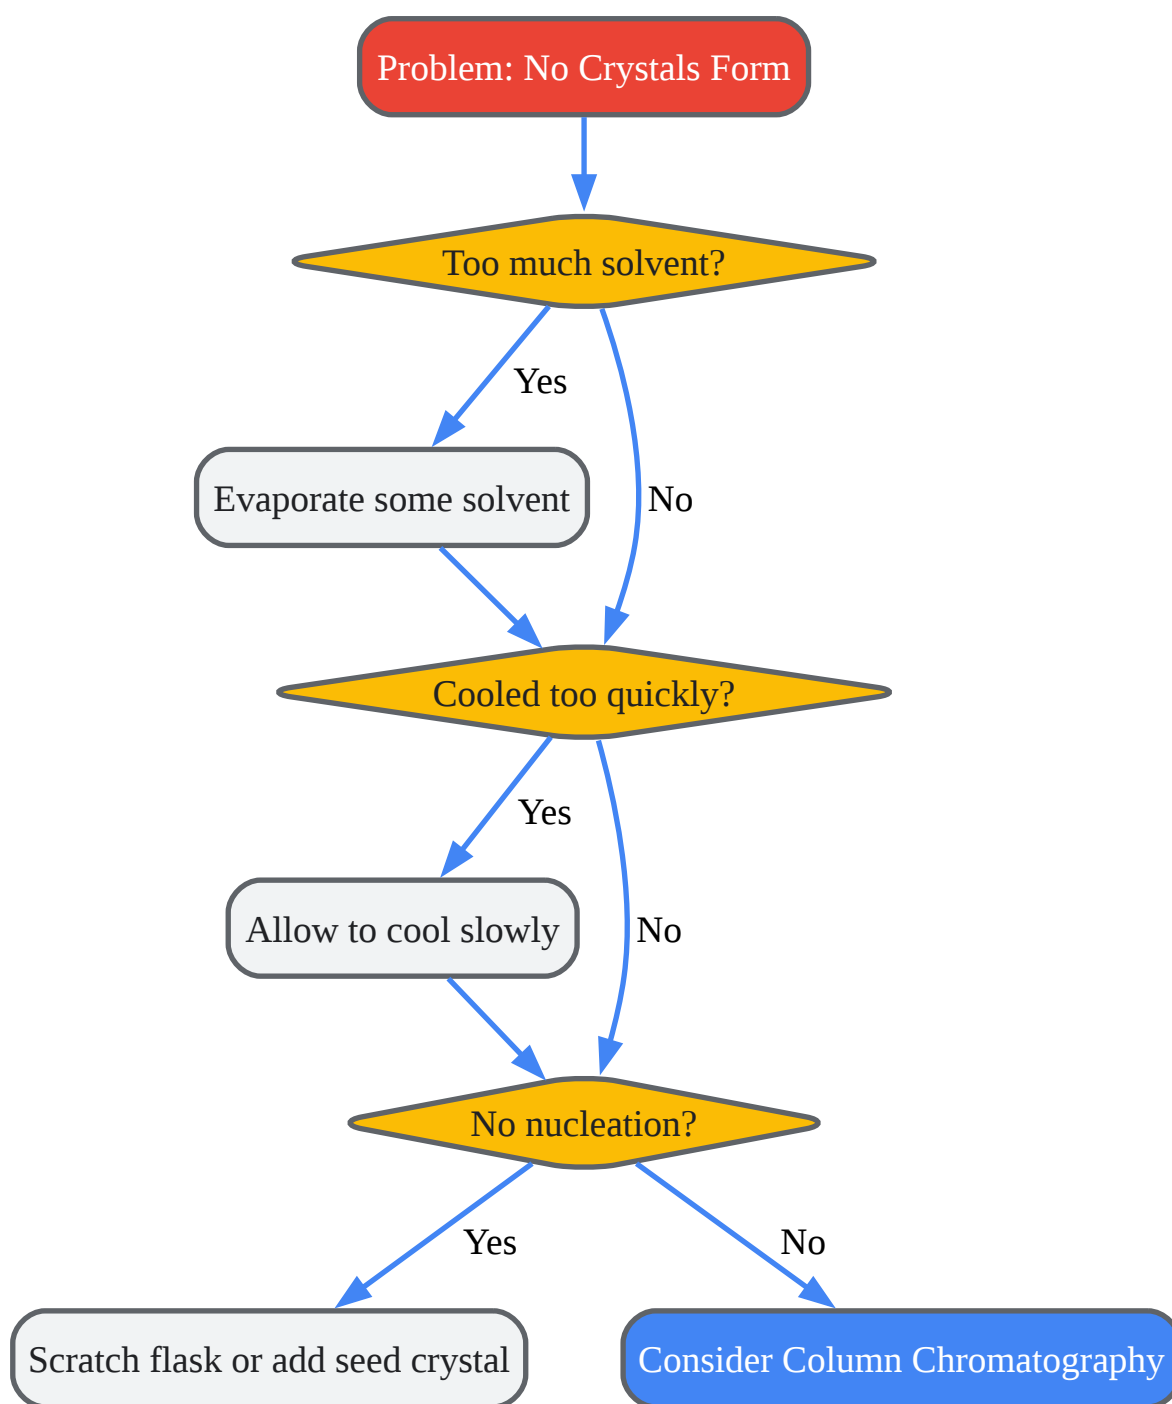 Problem: No Crystals Form
Too much solvent?
Yes
Evaporate some solvent
No
Cooled too quickly?
Yes
Allow to cool slowly
No
No nucleation?
Yes
No
Scratch flask or add seed crystal
Consider Column Chromatography